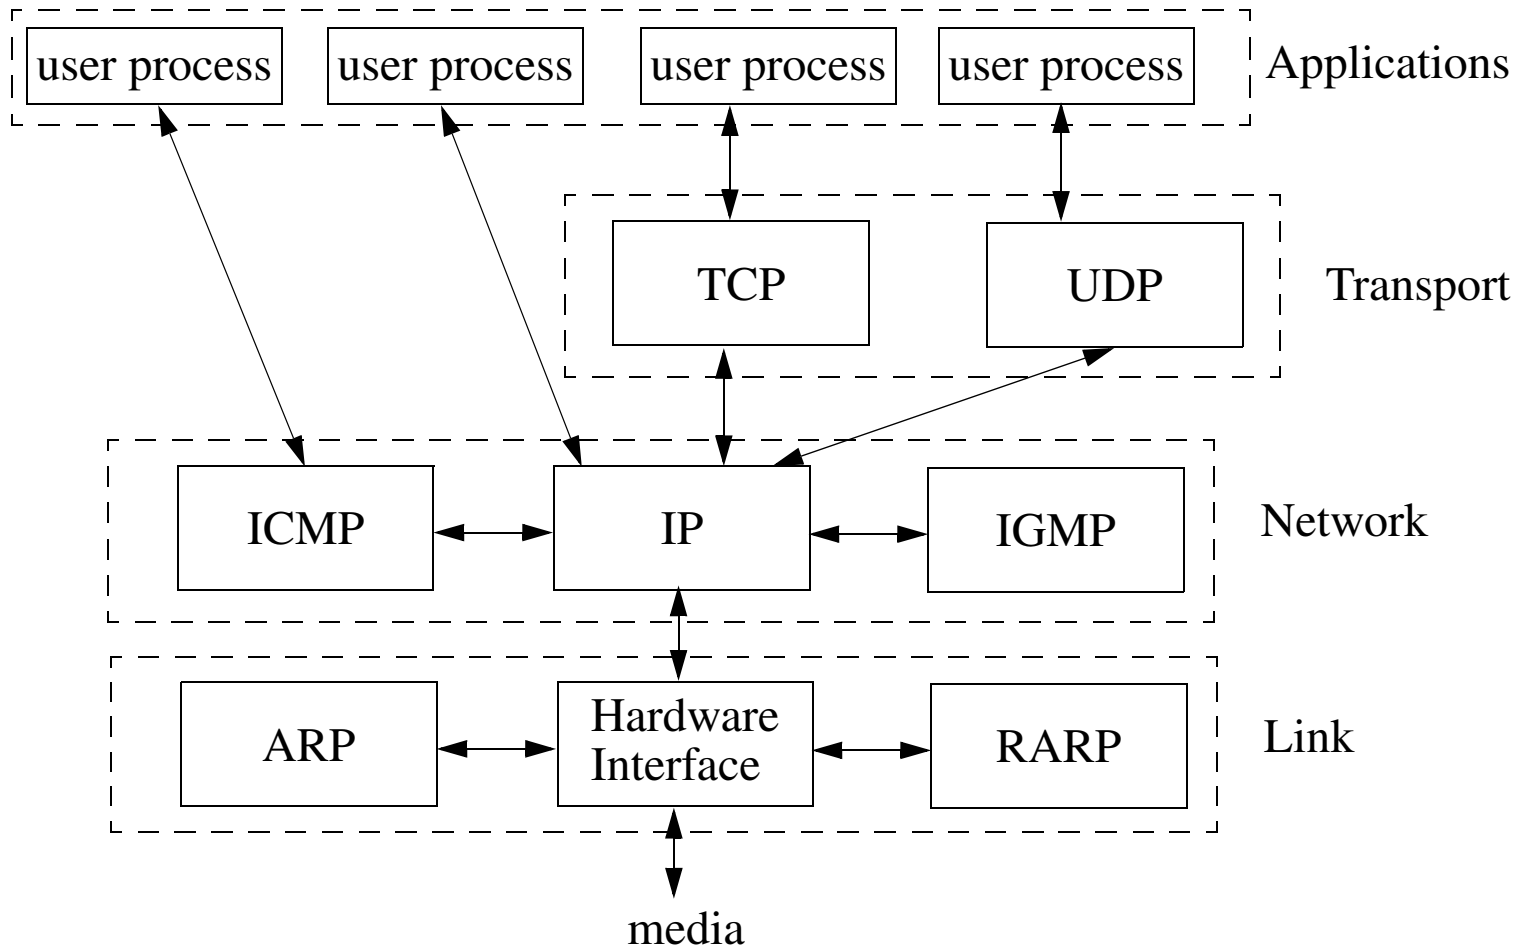 user process
user process
user process
user process
Applications
TCP
UDP
Transport
ICMP
IP
IGMP
Network
ARP
Hardware
Interface
RARP
Link
media